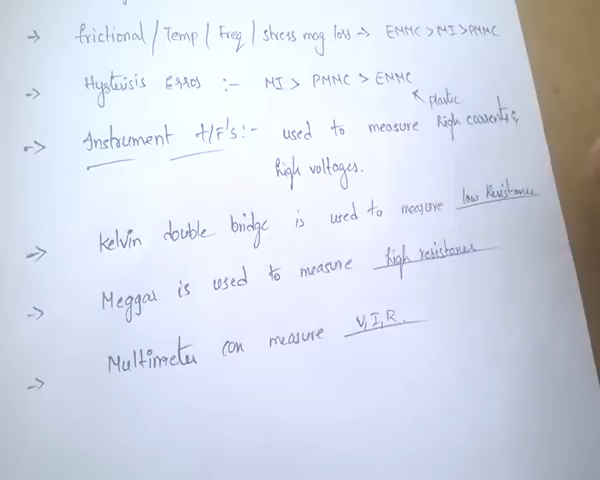 -> frictional / Temp / Freq / stress mag loss -> EMMC > MI > PMMC
-> Hysterisis Error :- MI > PMMC > EMMC
↖ plastic
-> Instrument t/F's :- used to measure high currents &
high voltages.
-> Kelvin double bridge is used to measure low Resistance
-> Meggar is used to measure high resistance
-> Multimeter can measure V, I, R.